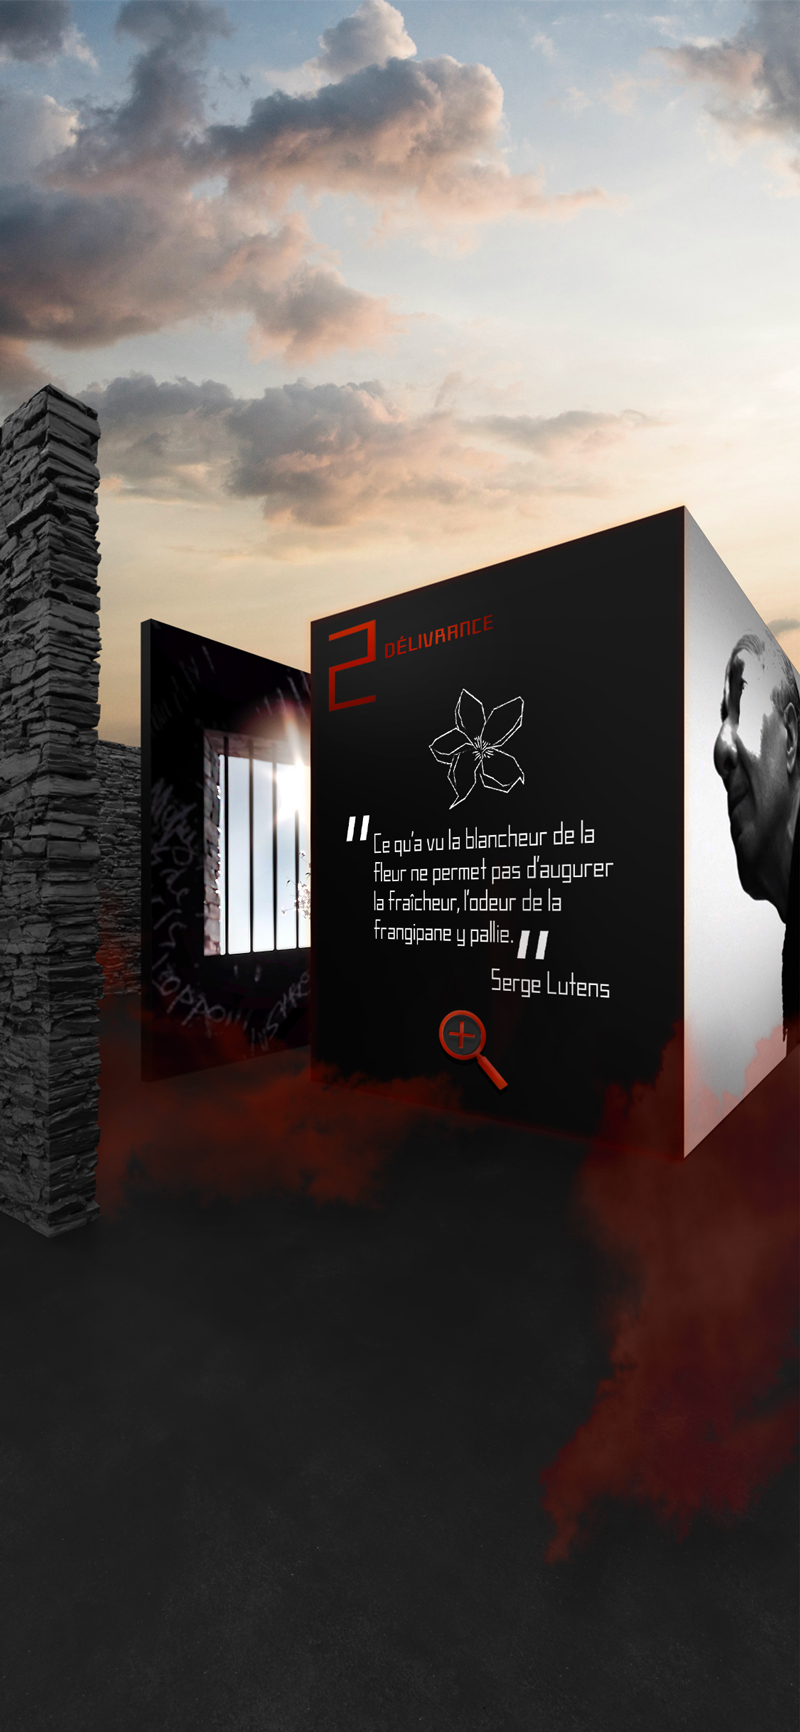 2 DÉLIVRANCE
" Ce qu'a vu la blancheur de la
fleur ne permet pas d'augurer
la fraîcheur, l'odeur de la
frangipane y pallie. "
Serge Lutens